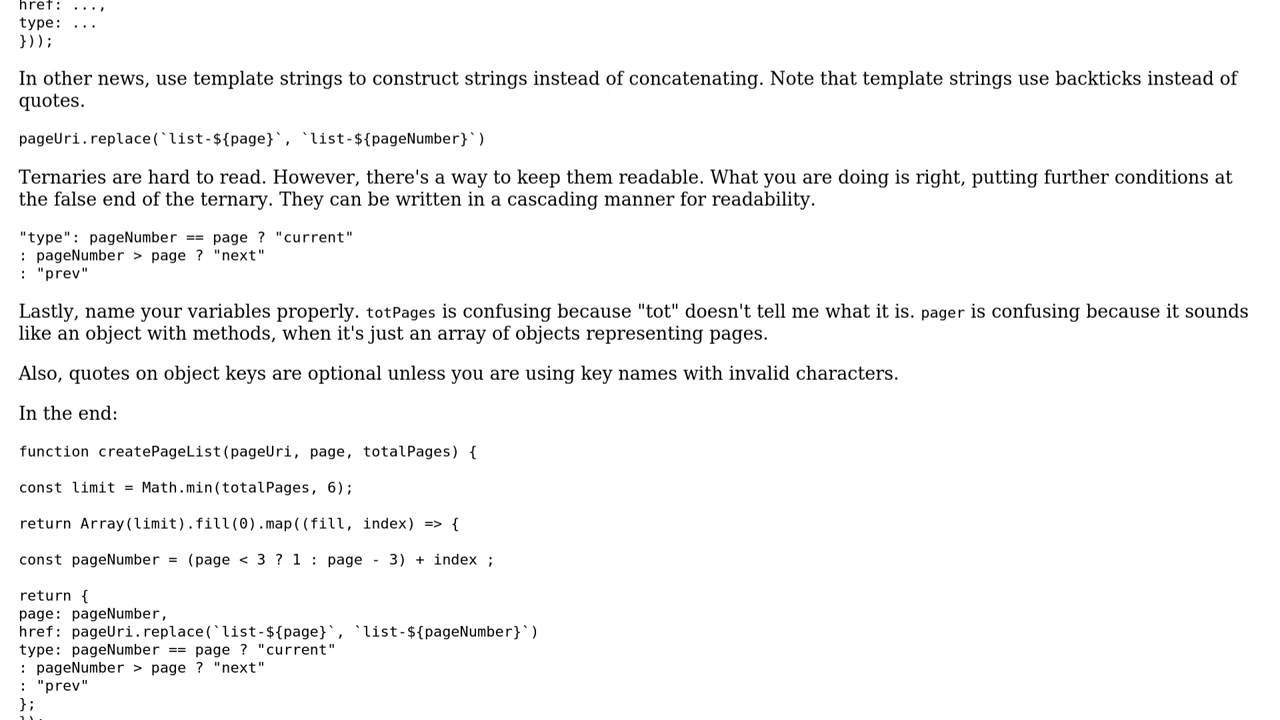 href: ...,
type: ...
}));
In other news, use template strings to construct strings instead of concatenating. Note that template strings use backticks instead of
quotes.
pageUri.replace(`list-${page}`, `list-${pageNumber}`)
Ternaries are hard to read. However, there's a way to keep them readable. What you are doing is right, putting further conditions at
the false end of the ternary. They can be written in a cascading manner for readability.
"type": pageNumber == page ? "current"
: pageNumber > page ? "next"
: "prev"
Lastly, name your variables properly. totPages is confusing because "tot" doesn't tell me what it is. pager is confusing because it sounds
like an object with methods, when it's just an array of objects representing pages.
Also, quotes on object keys are optional unless you are using key names with invalid characters.
In the end:
function createPageList(pageUri, page, totalPages) {
const limit = Math.min(totalPages, 6);
return Array(limit).fill(0).map((fill, index) => {
const pageNumber = (page < 3 ? 1 : page - 3) + index ;
return {
page: pageNumber,
href: pageUri.replace(`list-${page}`, `list-${pageNumber}`)
type: pageNumber == page ? "current"
: pageNumber > page ? "next"
: "prev"
};
});